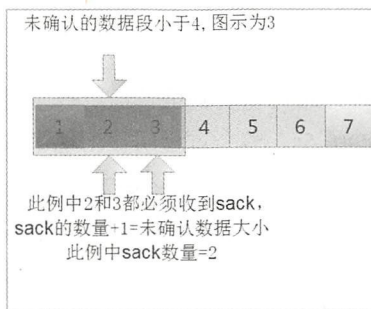 未确认的数据段小于4,图示为3
1 2 3 4 5 6 7
此例中2和3都必须收到sack,
sack的数量+1=未确认数据大小
此例中sack数量=2